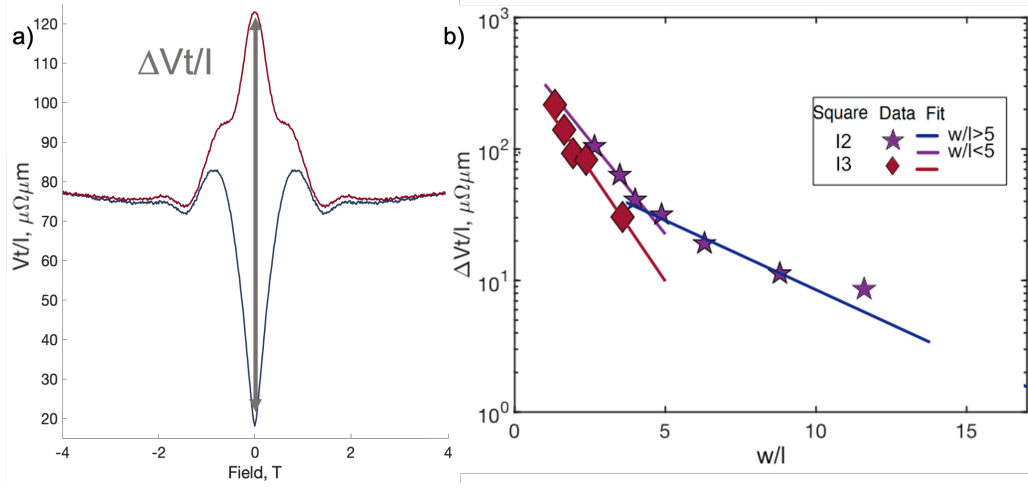 a)
ΔVt/I
120
110
100
90
80
70
60
50
40
30
20
Vt/I, μΩμm
-4
-2
0
2
4
Field, T
b)
10³
10²
10¹
10⁰
ΔVt/I, μΩμm
Square Data Fit
I2 w/l>5
w/l<5
I3
0
5
10
15
w/l